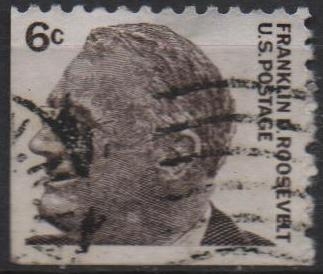 6c
FRANKLIN D. ROOSEVELT
U.S. POSTAGE